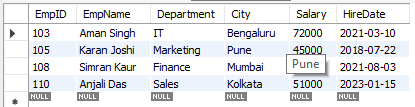 EmpID EmpName Department City Salary HireDate
103 Aman Singh IT Bengaluru 72000 2021-03-10
105 Karan Joshi Marketing Pune 45000 2018-07-22
108 Simran Kaur Finance Mumbai 2021-08-03
Pune
110 Anjali Das Sales Kolkata 51000 2023-01-15
NULL NULL NULL NULL NULL NULL